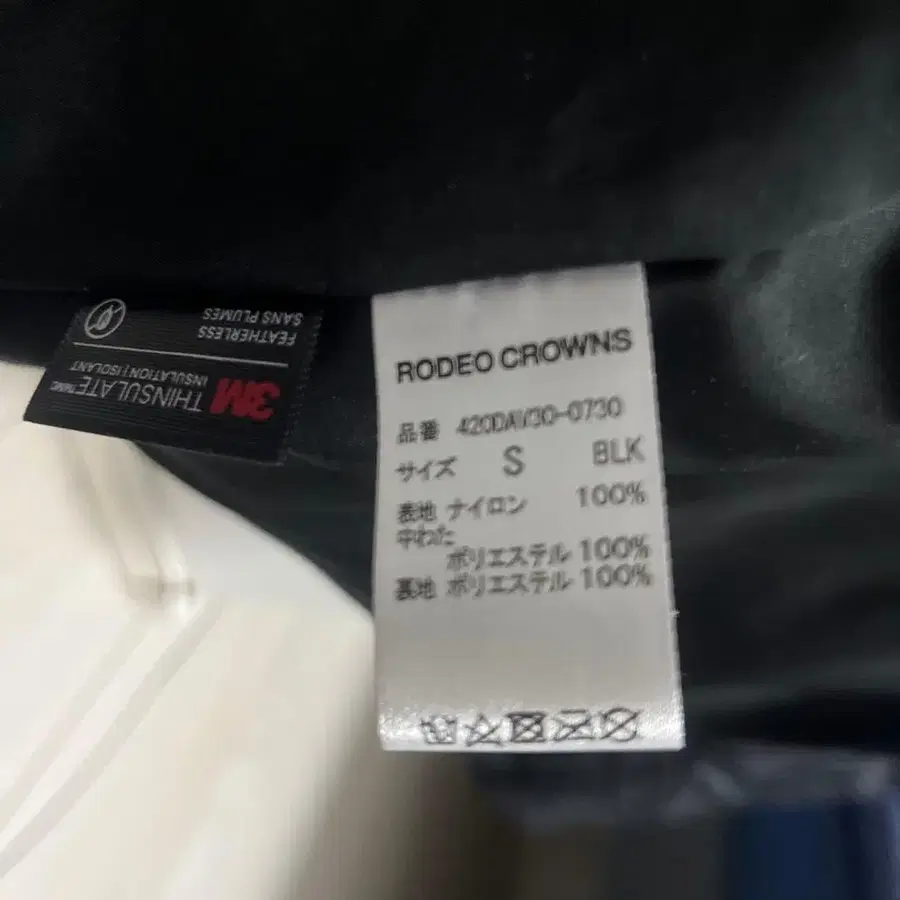 RODEO CROWNS
品番 420DAV30-0730
サイズ S BLK
表地 ナイロン 100%
中わた
ポリエステル 100%
裏地 ポリエステル 100%
3M THINSULATE
INSULATION | ISOLANT
FEATHERLESS
SANS PLUMES